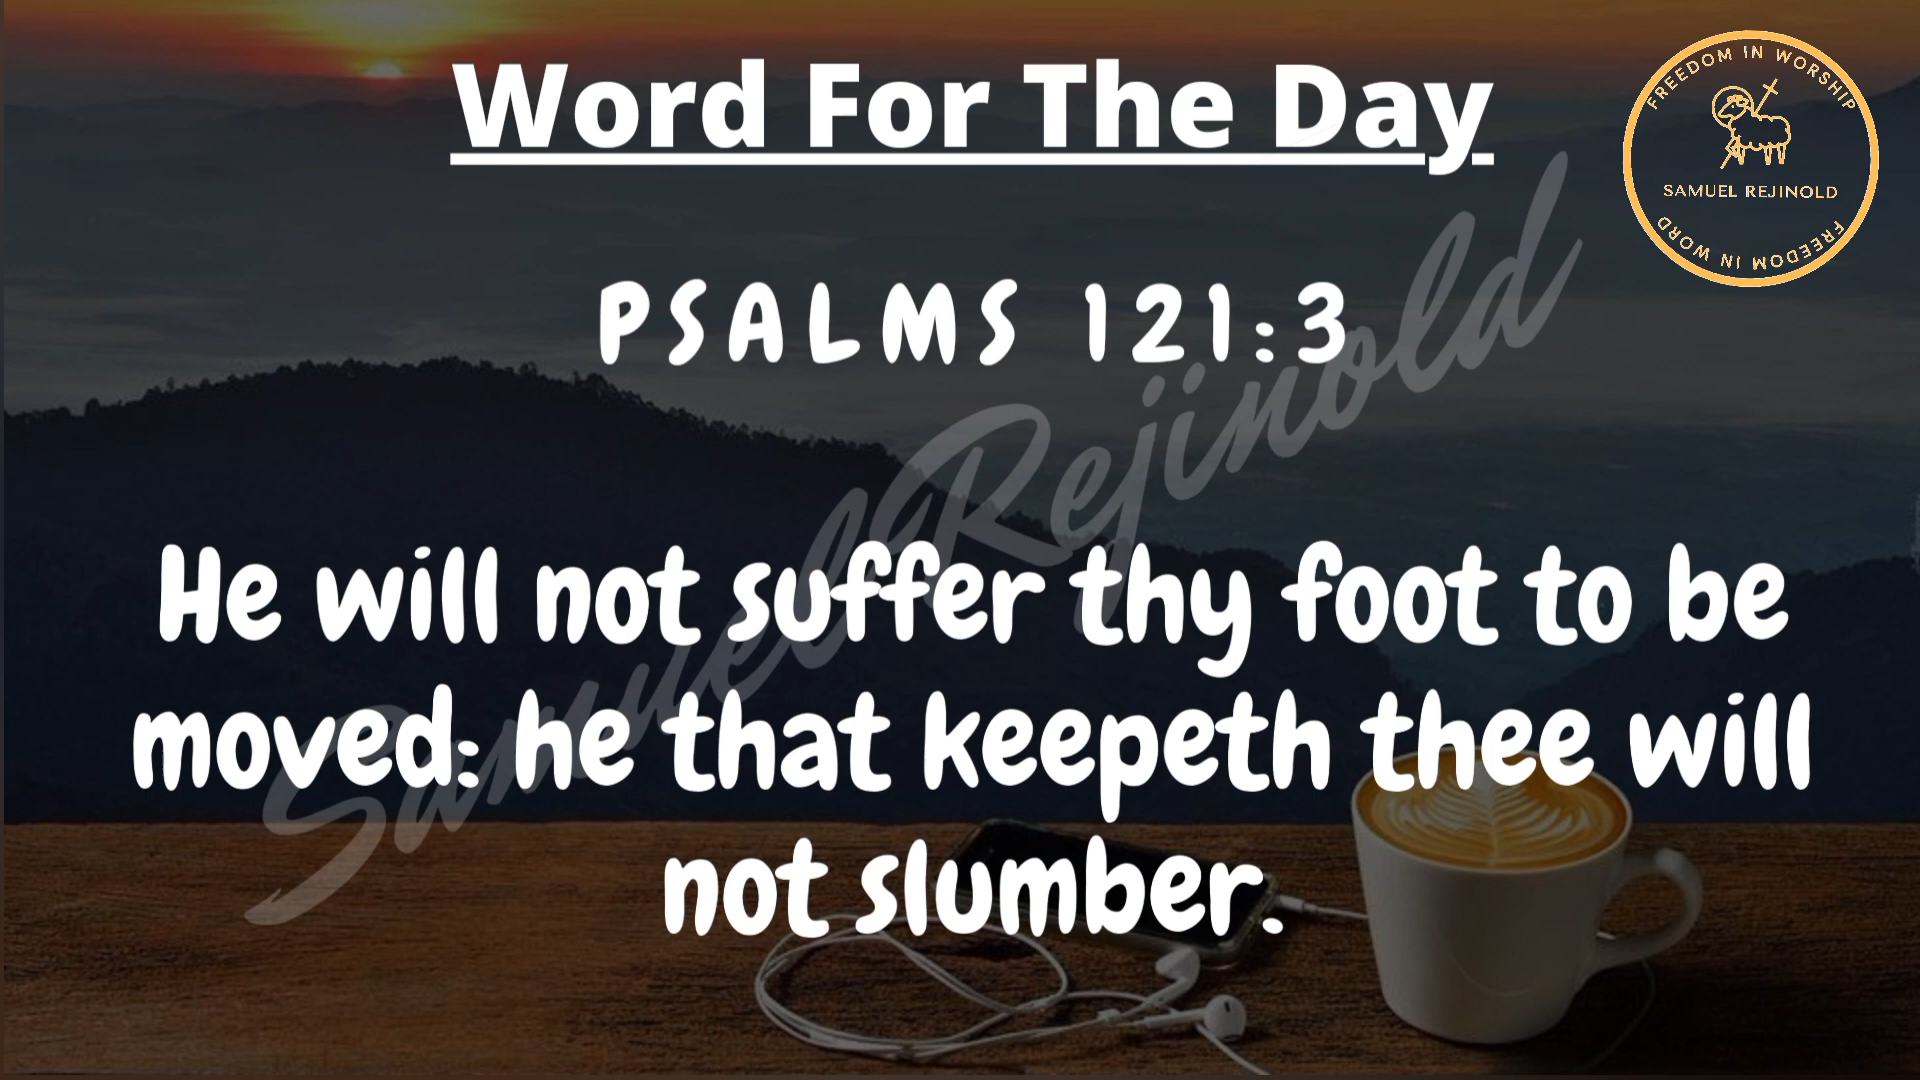 Word For The Day
FREEDOM IN WORSHIP
SAMUEL REJINOLD
FREEDOM IN WORD
PSALMS 121:3
He will not suffer thy foot to be
moved: he that keepeth thee will
not slumber.
Samuel Rejinold